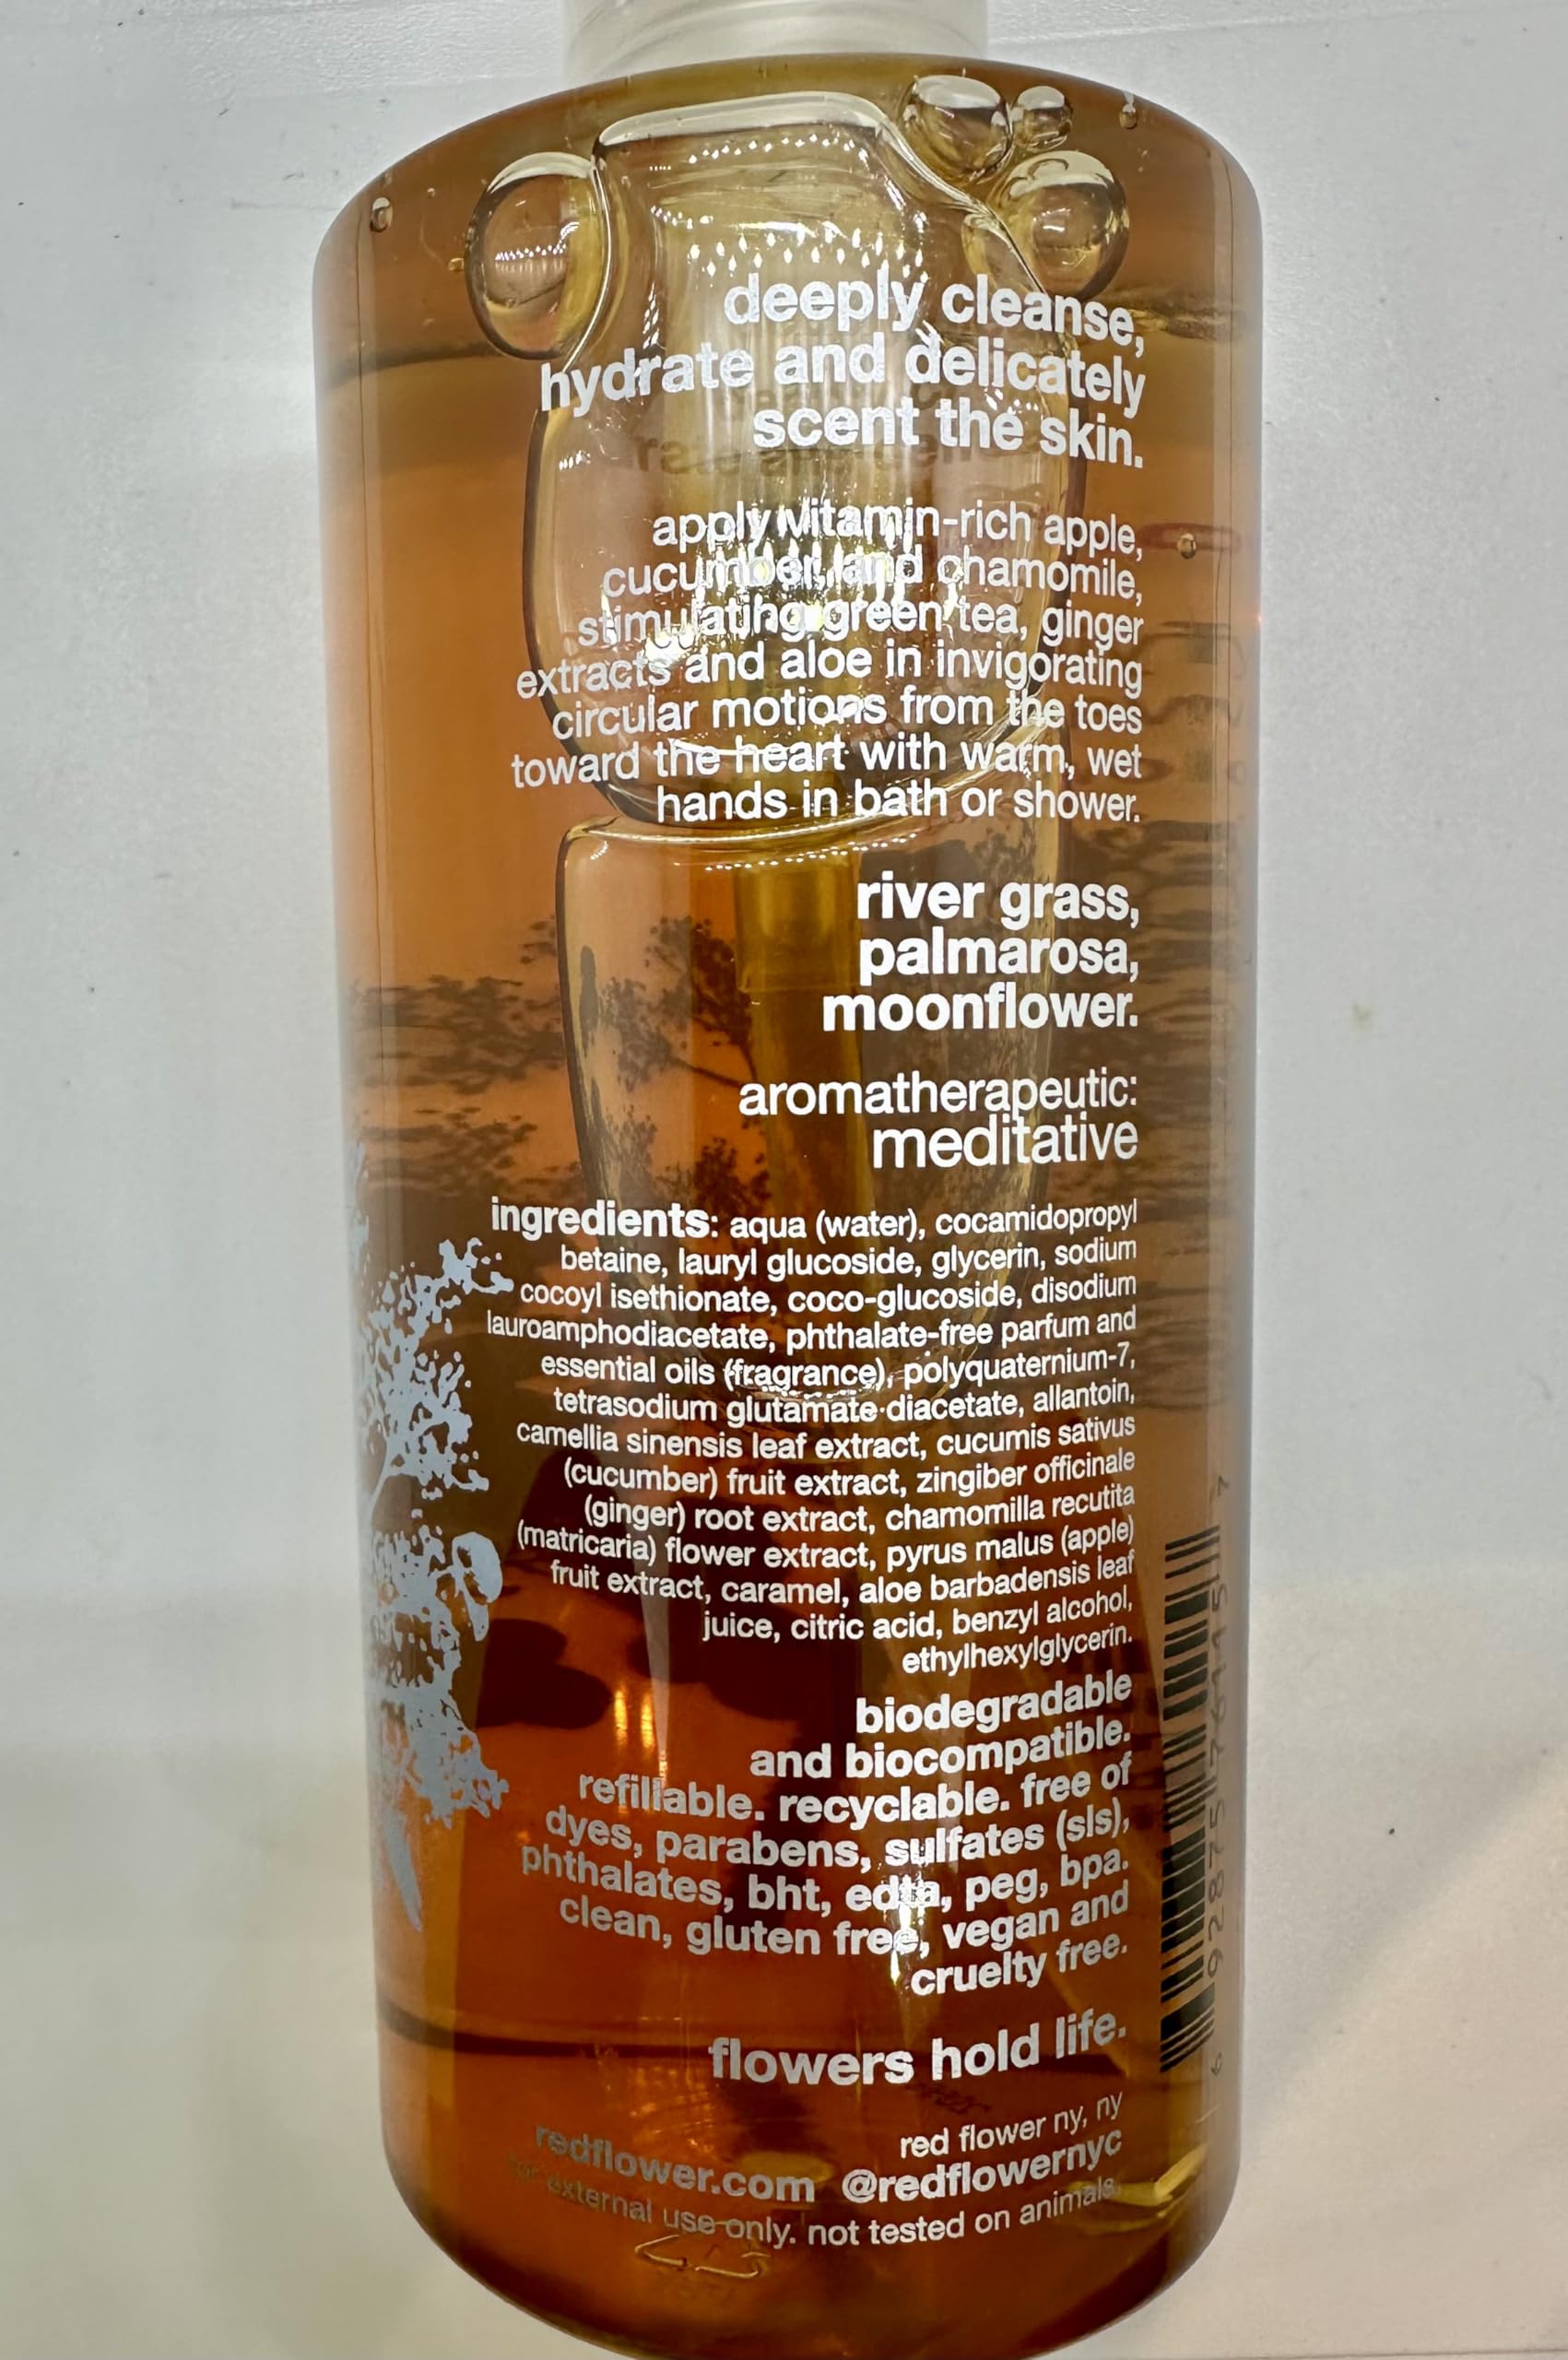 deeply cleanse,
hydrate and delicately
scent the skin.
apply vitamin-rich apple,
cucumber, and chamomile,
stimulating green tea, ginger
extracts and aloe in invigorating
circular motions from the toes
toward the heart with warm, wet
hands in bath or shower.
river grass,
palmarosa,
moonflower.
aromatherapeutic:
meditative
ingredients: aqua (water), cocamidopropyl
betaine, lauryl glucoside, glycerin, sodium
cocoyl isethionate, coco-glucoside, disodium
lauroamphodiacetate, phthalate-free parfum and
essential oils (fragrance), polyquaternium-7,
tetrasodium glutamate diacetate, allantoin,
camellia sinensis leaf extract, cucumis sativus
(cucumber) fruit extract, zingiber officinale
(ginger) root extract, chamomilla recutita
(matricaria) flower extract, pyrus malus (apple)
fruit extract, caramel, aloe barbadensis leaf
juice, citric acid, benzyl alcohol,
ethylhexylglycerin.
biodegradable
and biocompatible.
refillable. recyclable. free of
dyes, parabens, sulfates (sls),
phthalates, bht, edta, peg, bpa.
clean, gluten free, vegan and
cruelty free.
flowers hold life.
red flower ny, ny
redflower.com @redflowernyc
for external use only. not tested on animals.